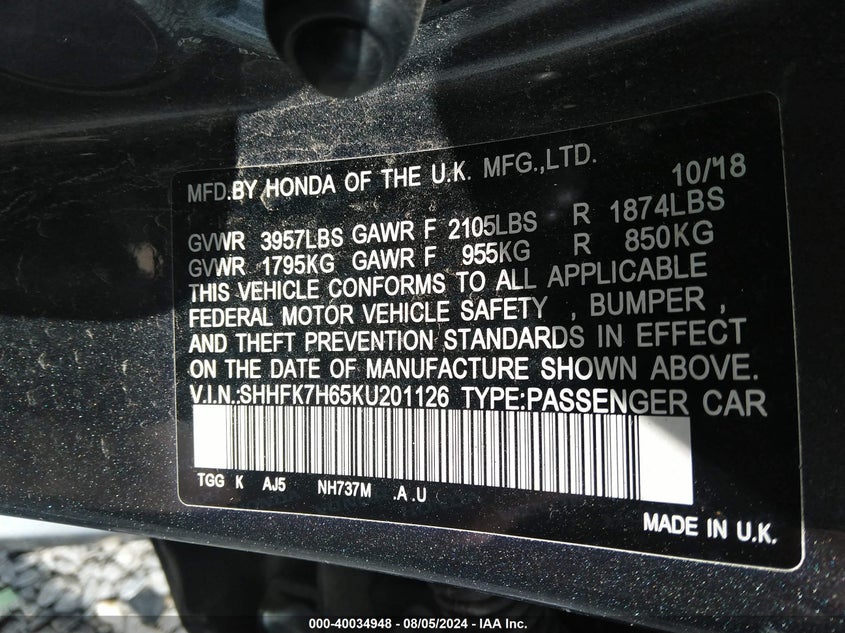 MFD.BY HONDA OF THE U.K. MFG.,LTD. 10/18
GVWR 3957LBS GAWR F 2105LBS R 1874LBS
GVWR 1795KG GAWR F 955KG R 850KG
THIS VEHICLE CONFORMS TO ALL APPLICABLE
FEDERAL MOTOR VEHICLE SAFETY , BUMPER ,
AND THEFT PREVENTION STANDARDS IN EFFECT
ON THE DATE OF MANUFACTURE SHOWN ABOVE.
V.I.N.:SHHFK7H65KU201126 TYPE:PASSENGER CAR
TGG K AJ5 NH737M .A .U
MADE IN U.K.
000-40034948 - 08/05/2024 - IAA Inc.